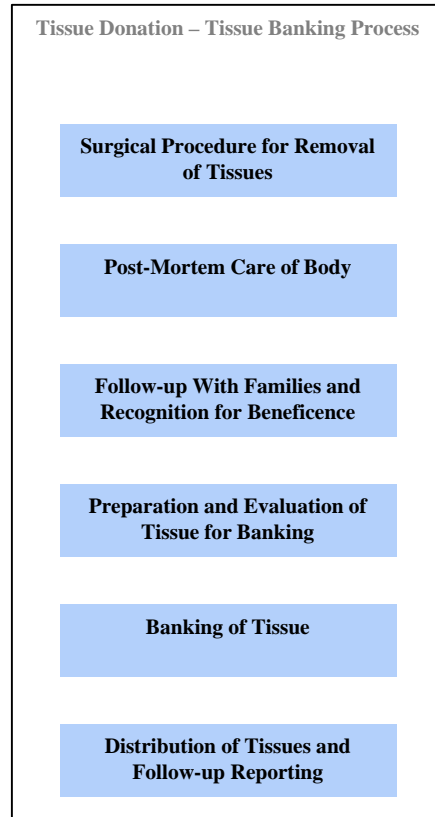 Tissue Donation – Tissue Banking Process
Surgical Procedure for Removal
of Tissues
Post-Mortem Care of Body
Follow-up With Families and
Recognition for Beneficence
Preparation and Evaluation of
Tissue for Banking
Banking of Tissue
Distribution of Tissues and
Follow-up Reporting